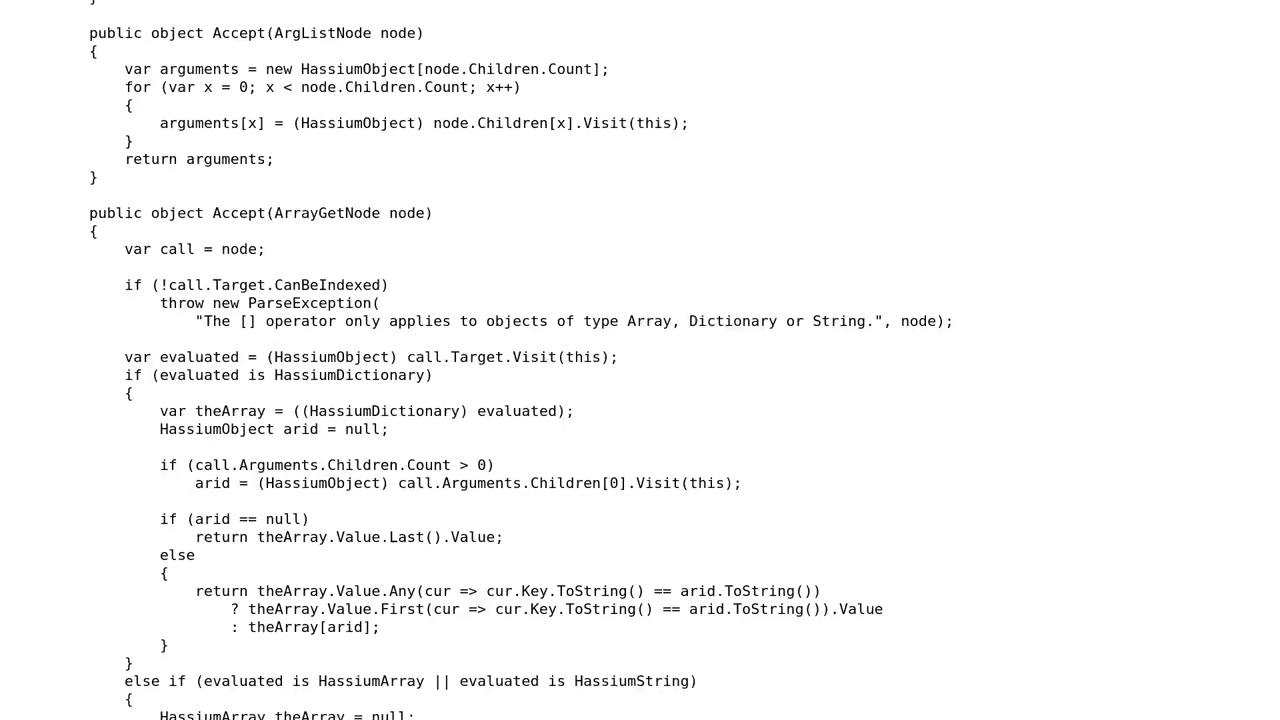 }
public object Accept(ArgListNode node)
{
var arguments = new HassiumObject[node.Children.Count];
for (var x = 0; x < node.Children.Count; x++)
{
arguments[x] = (HassiumObject) node.Children[x].Visit(this);
}
return arguments;
}
public object Accept(ArrayGetNode node)
{
var call = node;
if (!call.Target.CanBeIndexed)
throw new ParseException(
"The [] operator only applies to objects of type Array, Dictionary or String.", node);
var evaluated = (HassiumObject) call.Target.Visit(this);
if (evaluated is HassiumDictionary)
{
var theArray = ((HassiumDictionary) evaluated);
HassiumObject arid = null;
if (call.Arguments.Children.Count > 0)
arid = (HassiumObject) call.Arguments.Children[0].Visit(this);
if (arid == null)
return theArray.Value.Last().Value;
else
{
return theArray.Value.Any(cur => cur.Key.ToString() == arid.ToString())
? theArray.Value.First(cur => cur.Key.ToString() == arid.ToString()).Value
: theArray[arid];
}
}
else if (evaluated is HassiumArray || evaluated is HassiumString)
{
HassiumArray theArray = null;